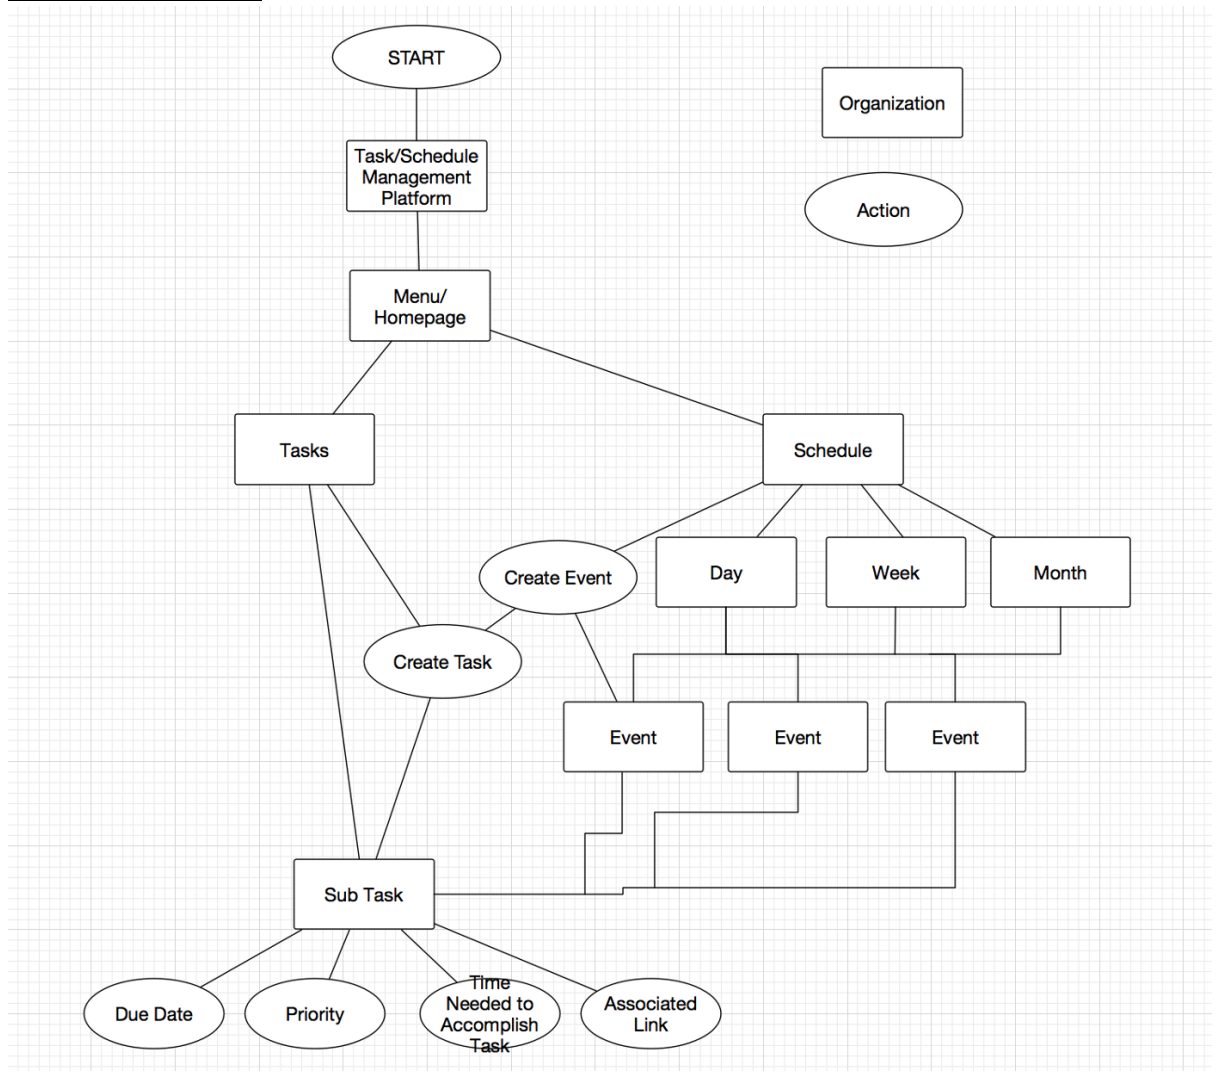 START
Organization
Task/Schedule
Management
Platform
Action
Menu/
Homepage
Tasks
Schedule
Create Event
Day
Week
Month
Create Task
Event
Event
Event
Sub Task
Due Date
Priority
Time
Needed to
Accomplish
Task
Associated
Link